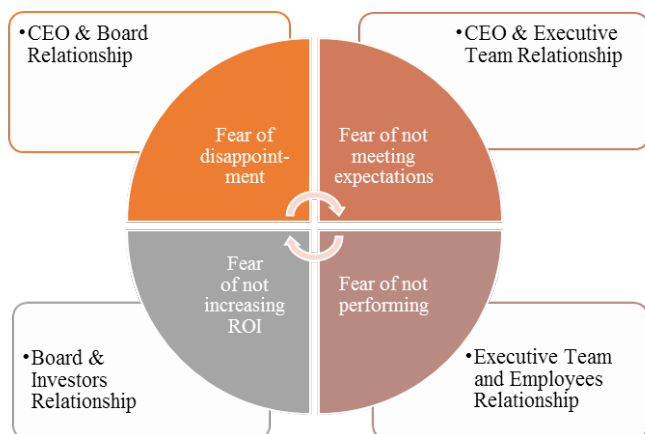 •CEO & Board
Relationship
•CEO & Executive
Team Relationship
Fear of
disappoint-
ment
Fear of not
meeting
expectations
Fear
of not
increasing
ROI
Fear of not
performing
•Board &
Investors
Relationship
•Executive Team
and Employees
Relationship